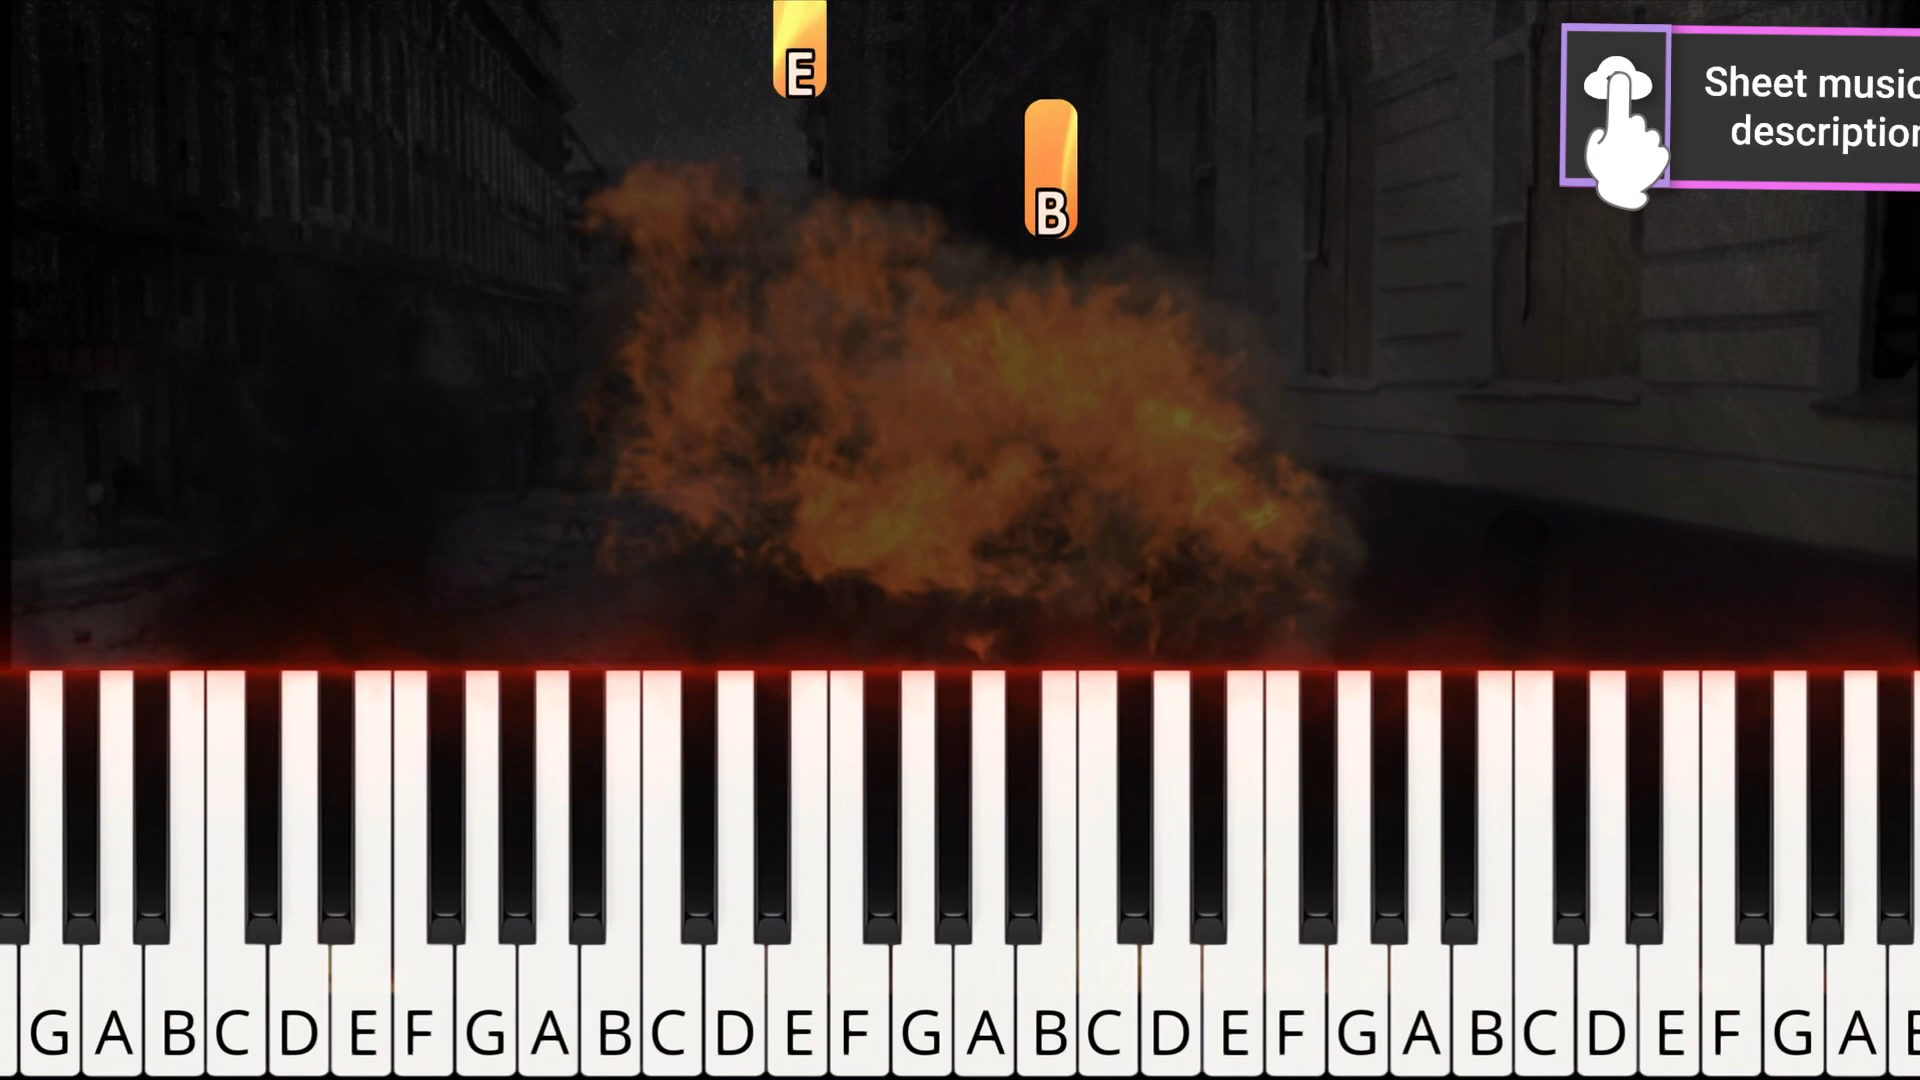 E
B
Sheet music
description
G A B C D E F G A B C D E F G A B C D E F G A B C D E F G A